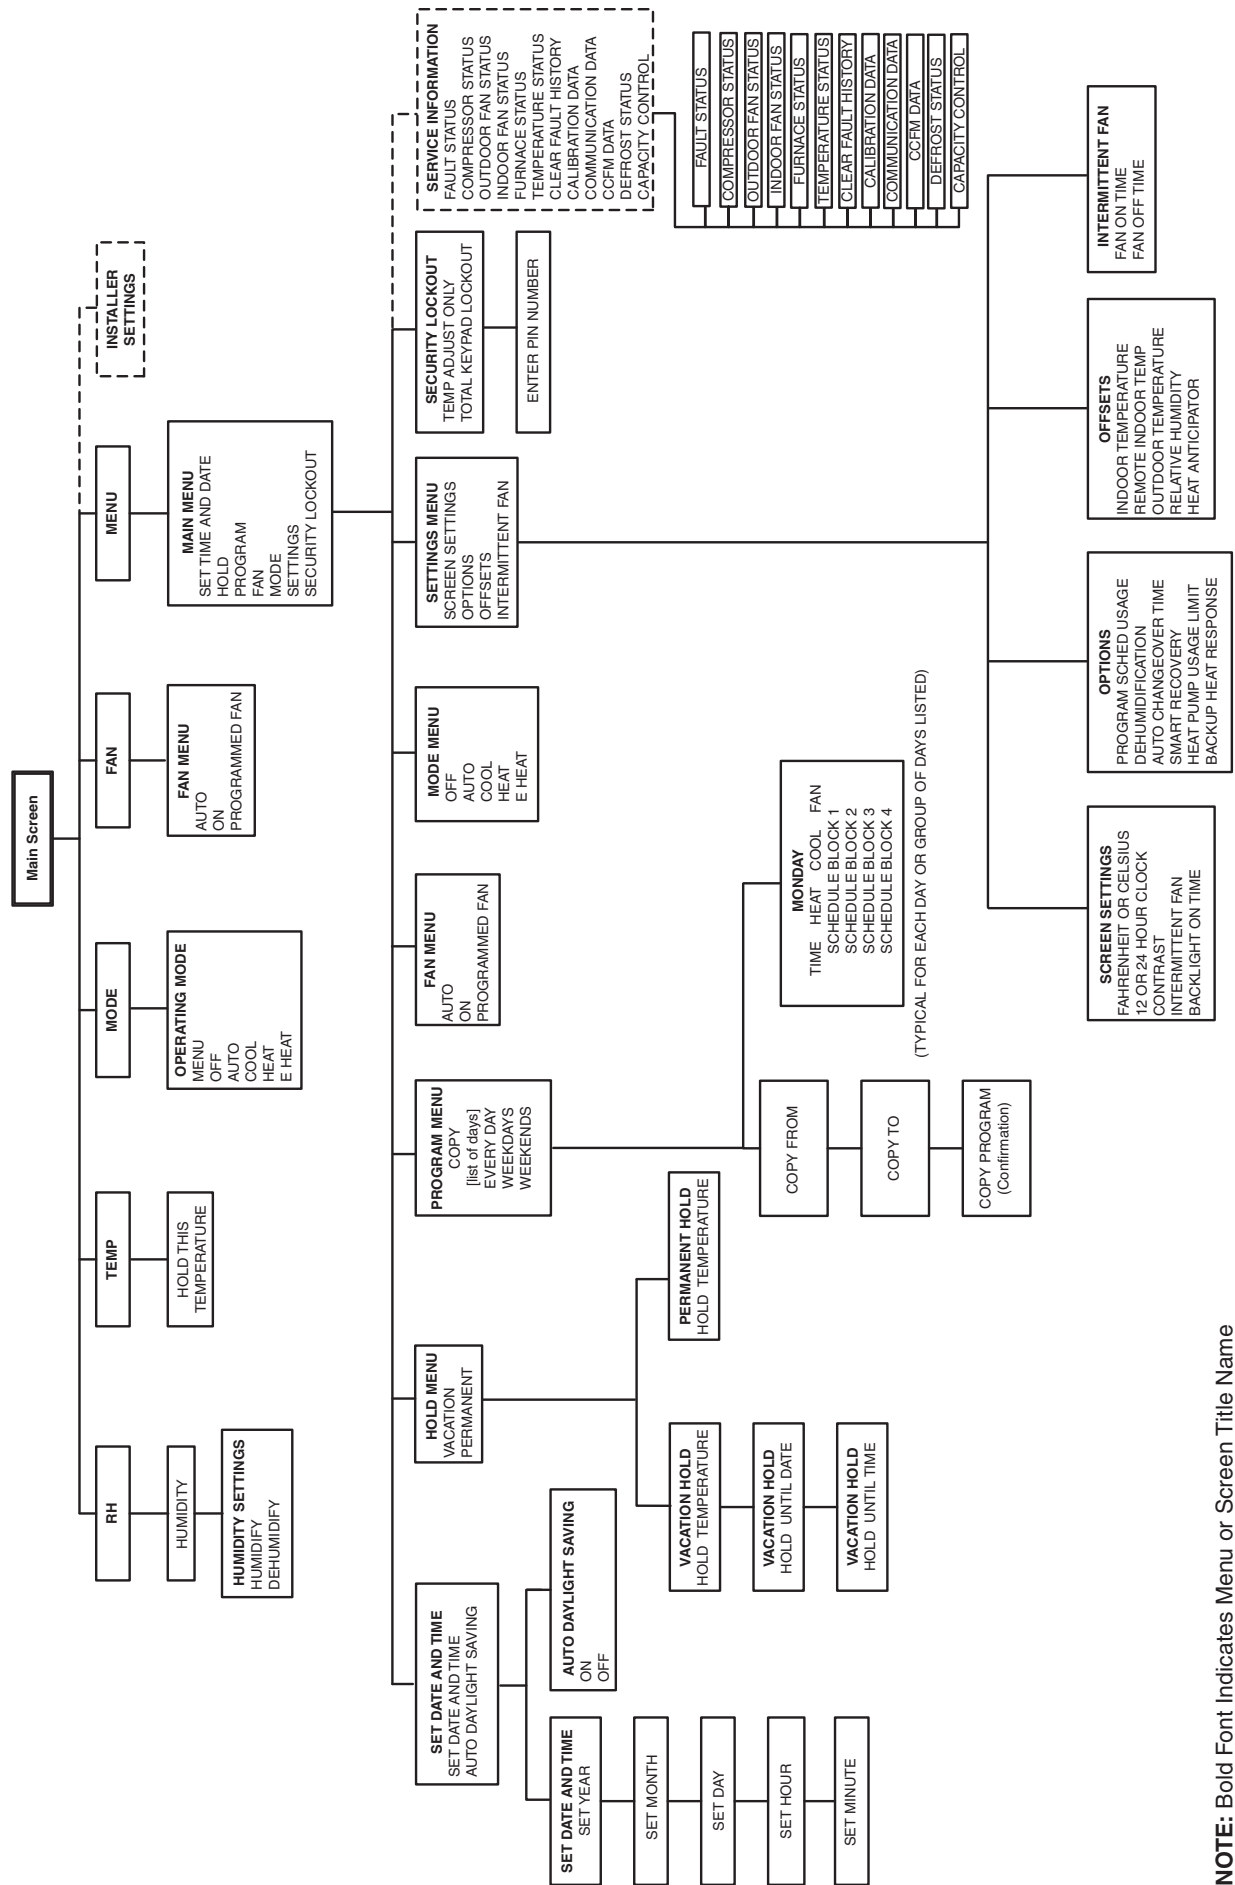 Main Screen
RH
TEMP
MODE
FAN
MENU
INSTALLER
SETTINGS
HUMIDITY
HUMIDITY SETTINGS
HUMIDIFY
DEHUMIDIFY
HOLD THIS
TEMPERATURE
OPERATING MODE
MENU
OFF
AUTO
COOL
HEAT
E HEAT
FAN MENU
AUTO
ON
PROGRAMMED FAN
MAIN MENU
SET TIME AND DATE
HOLD
PROGRAM
FAN
MODE
SETTINGS
SECURITY LOCKOUT
SET DATE AND TIME
SET DATE AND TIME
AUTO DAYLIGHT SAVING
HOLD MENU
VACATION
PERMANENT
PROGRAM MENU
COPY
[list of days]
EVERY DAY
WEEKDAYS
WEEKENDS
FAN MENU
AUTO
ON
PROGRAMMED FAN
MODE MENU
OFF
AUTO
COOL
HEAT
E HEAT
SETTINGS MENU
SCREEN SETTINGS
OPTIONS
OFFSETS
INTERMITTENT FAN
SECURITY LOCKOUT
TEMP ADJUST ONLY
TOTAL KEYPAD LOCKOUT
ENTER PIN NUMBER
SERVICE INFORMATION
FAULT STATUS
COMPRESSOR STATUS
OUTDOOR FAN STATUS
INDOOR FAN STATUS
FURNACE STATUS
TEMPERATURE STATUS
CLEAR FAULT HISTORY
CALIBRATION DATA
COMMUNICATION DATA
CCFM DATA
DEFROST STATUS
CAPACITY CONTROL
FAULT STATUS
COMPRESSOR STATUS
OUTDOOR FAN STATUS
INDOOR FAN STATUS
FURNACE STATUS
TEMPERATURE STATUS
CLEAR FAULT HISTORY
CALIBRATION DATA
COMMUNICATION DATA
CCFM DATA
DEFROST STATUS
CAPACITY CONTROL
SET DATE AND TIME
SET YEAR
SET MONTH
SET DAY
SET HOUR
SET MINUTE
AUTO DAYLIGHT SAVING
ON
OFF
VACATION HOLD
HOLD TEMPERATURE
VACATION HOLD
HOLD UNTIL DATE
VACATION HOLD
HOLD UNTIL TIME
PERMANENT HOLD
HOLD TEMPERATURE
COPY FROM
COPY TO
COPY PROGRAM
(Confirmation)
MONDAY
TIME HEAT COOL FAN
SCHEDULE BLOCK 1
SCHEDULE BLOCK 2
SCHEDULE BLOCK 3
SCHEDULE BLOCK 4
(TYPICAL FOR EACH DAY OR GROUP OF DAYS LISTED)
SCREEN SETTINGS
FAHRENHEIT OR CELSIUS
12 OR 24 HOUR CLOCK
CONTRAST
INTERMITTENT FAN
BACKLIGHT ON TIME
OPTIONS
PROGRAM SCHED USAGE
DEHUMIDIFICATION
AUTO CHANGEOVER TIME
SMART RECOVERY
HEAT PUMP USAGE LIMIT
BACKUP HEAT RESPONSE
OFFSETS
INDOOR TEMPERATURE
REMOTE INDOOR TEMP
OUTDOOR TEMPERATURE
RELATIVE HUMIDITY
HEAT ANTICIPATOR
INTERMITTENT FAN
FAN ON TIME
FAN OFF TIME
NOTE: Bold Font Indicates Menu or Screen Title Name